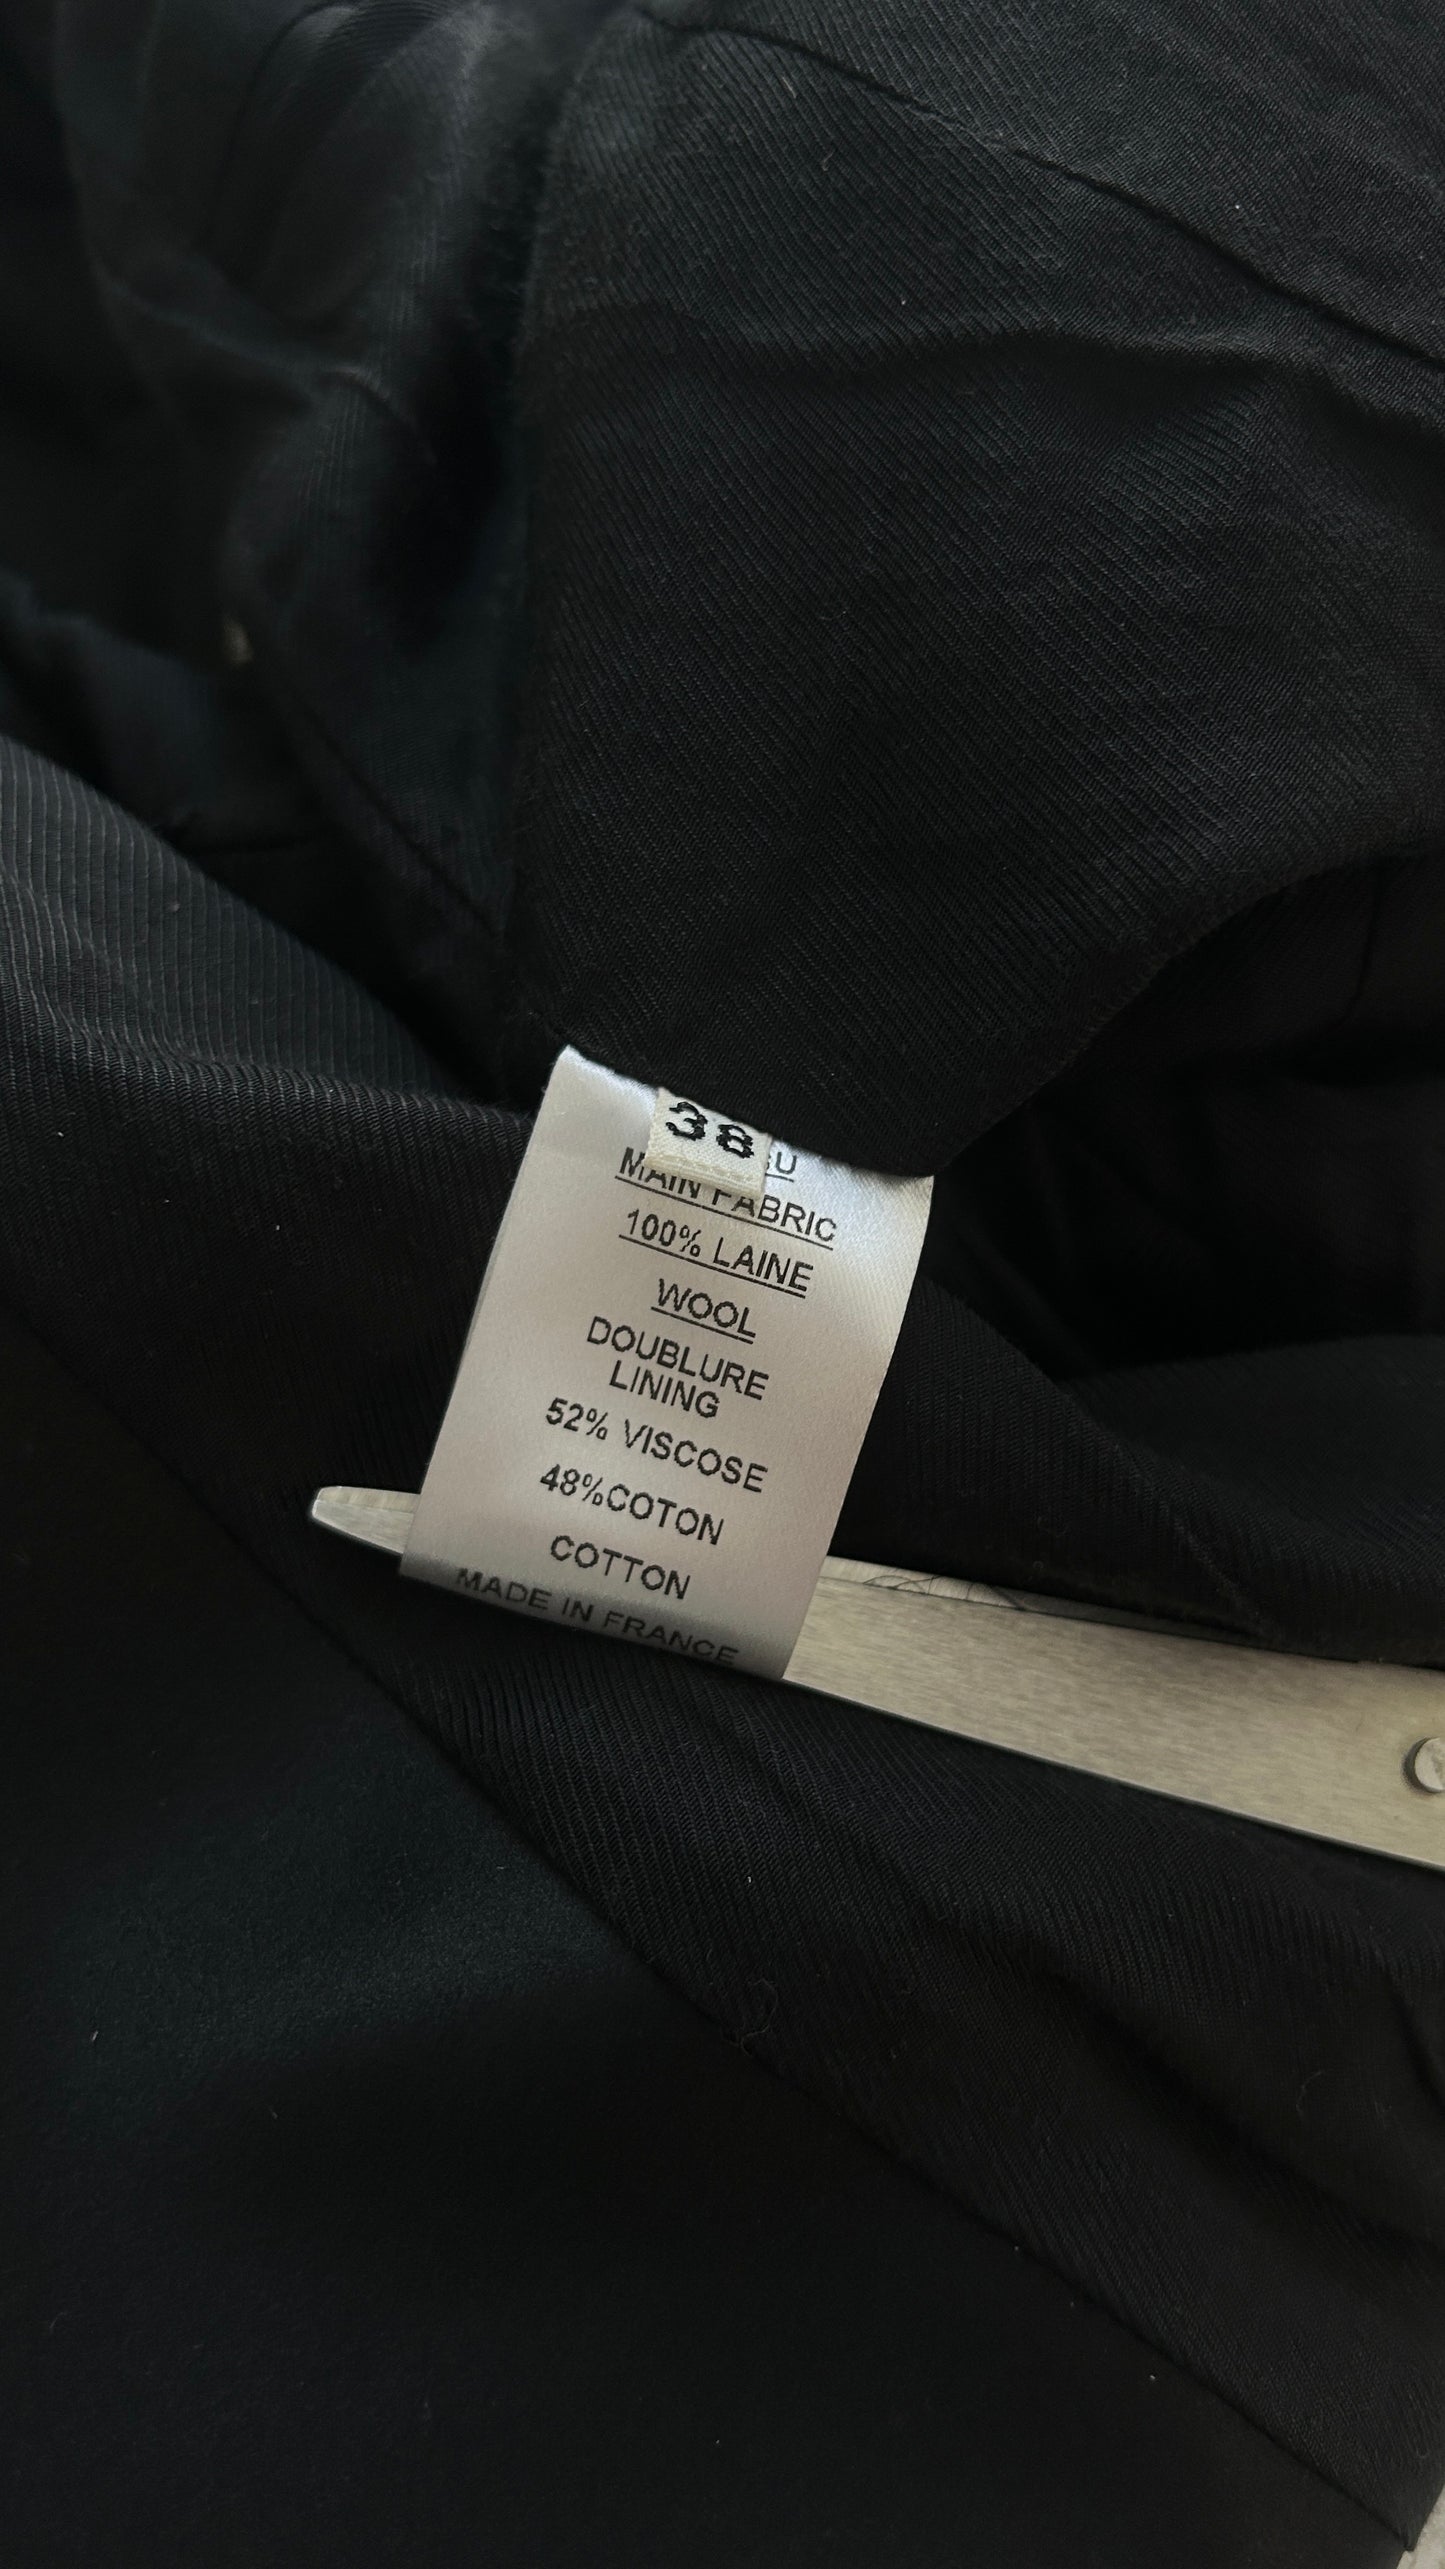 38
MAIN FABRIC
100% LAINE
WOOL
DOUBLURE
LINING
52% VISCOSE
48%COTON
COTTON
MADE IN FRANCE